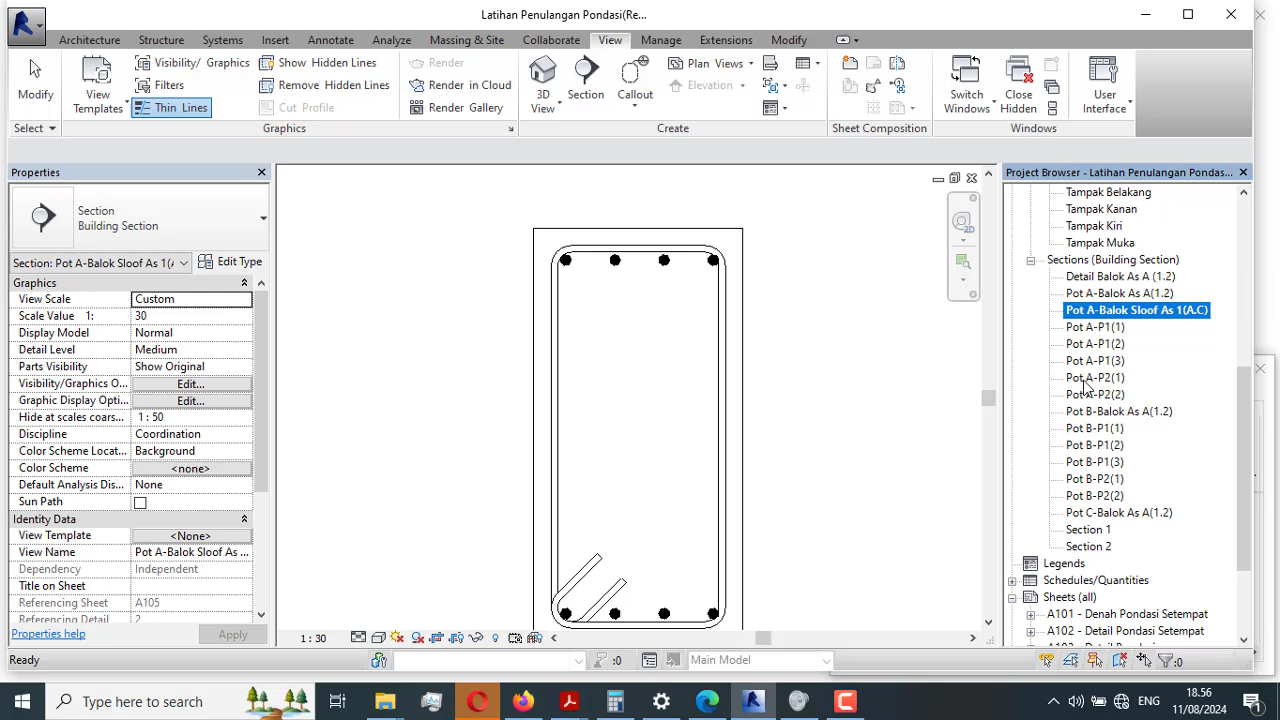 Latihan Penulangan Pondasi(Re...
Architecture Structure Systems Insert Annotate Analyze Massing & Site Collaborate View Manage Extensions Modify
Modify
View Templates
Visibility/ Graphics
Filters
Thin Lines
Show Hidden Lines
Remove Hidden Lines
Cut Profile
Render
Render in Cloud
Render Gallery
3D View
Section
Callout
Plan Views
Elevation
Switch Windows
Close Hidden
User Interface
Select Graphics Create Sheet Composition Windows
Properties
Section
Building Section
Section: Pot A-Balok Sloof As 1(A
Edit Type
Graphics
View Scale Custom
Scale Value 1: 30
Display Model Normal
Detail Level Medium
Parts Visibility Show Original
Visibility/Graphics O... Edit...
Graphic Display Opti... Edit...
Hide at scales coars... 1 : 50
Discipline Coordination
Color Scheme Locat... Background
Color Scheme <none>
Default Analysis Dis... None
Sun Path
Identity Data
View Template <None>
View Name Pot A-Balok Sloof As ...
Dependency Independent
Title on Sheet
Referencing Sheet A105
Referencing Detail 2
Properties help
Apply
2D
1 : 30
Project Browser - Latihan Penulangan Pondas...
Tampak Belakang
Tampak Kanan
Tampak Kiri
Tampak Muka
Sections (Building Section)
Detail Balok As A (1.2)
Pot A-Balok As A(1.2)
Pot A-Balok Sloof As 1(A.C)
Pot A-P1(1)
Pot A-P1(2)
Pot A-P1(3)
Pot A-P2(1)
Pot A-P2(2)
Pot B-Balok As A(1.2)
Pot B-P1(1)
Pot B-P1(2)
Pot B-P1(3)
Pot B-P2(1)
Pot B-P2(2)
Pot C-Balok As A(1.2)
Section 1
Section 2
Legends
Schedules/Quantities
Sheets (all)
A101 - Denah Pondasi Setempat
A102 - Detail Pondasi Setempat
Ready
:0
Main Model
:0
Type here to search
ENG
18.56
11/08/2024
1